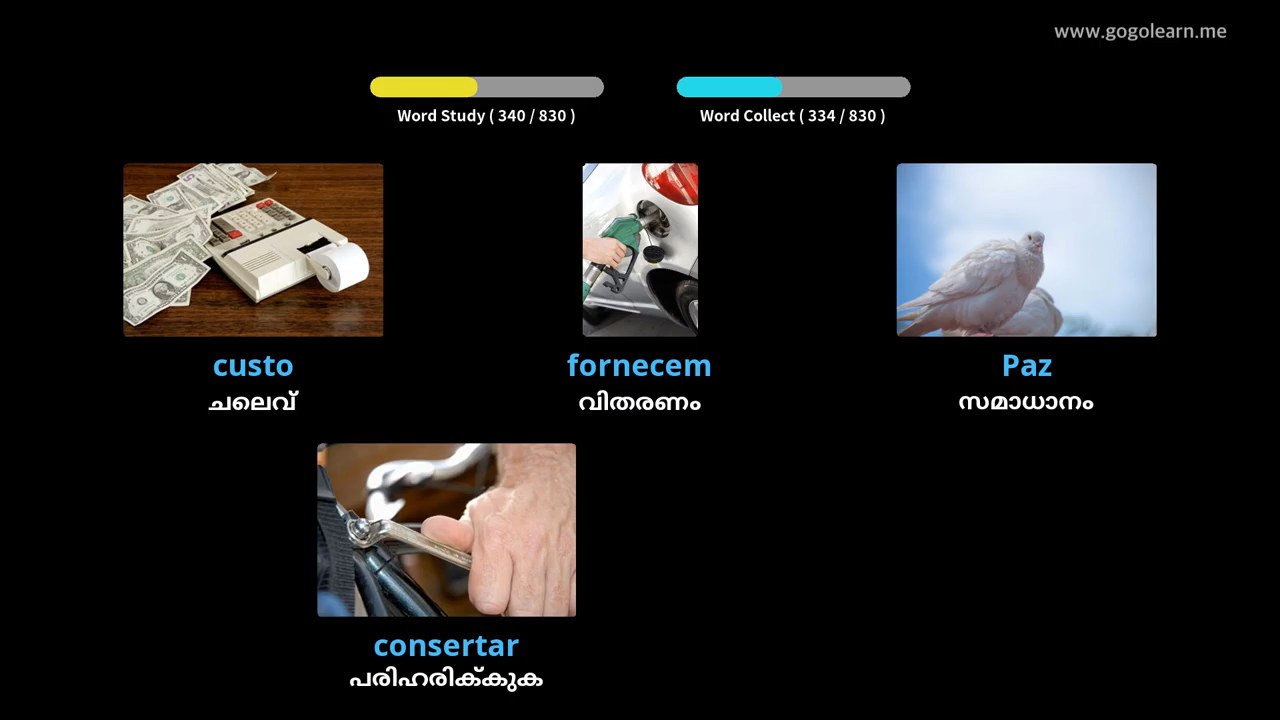 www.gogolearn.me
Word Study ( 340 / 830 )
Word Collect ( 334 / 830 )
custo
ചലെവ്
fornecem
വിതരണം
Paz
സമാധാനം
consertar
പരിഹരിക്കുക